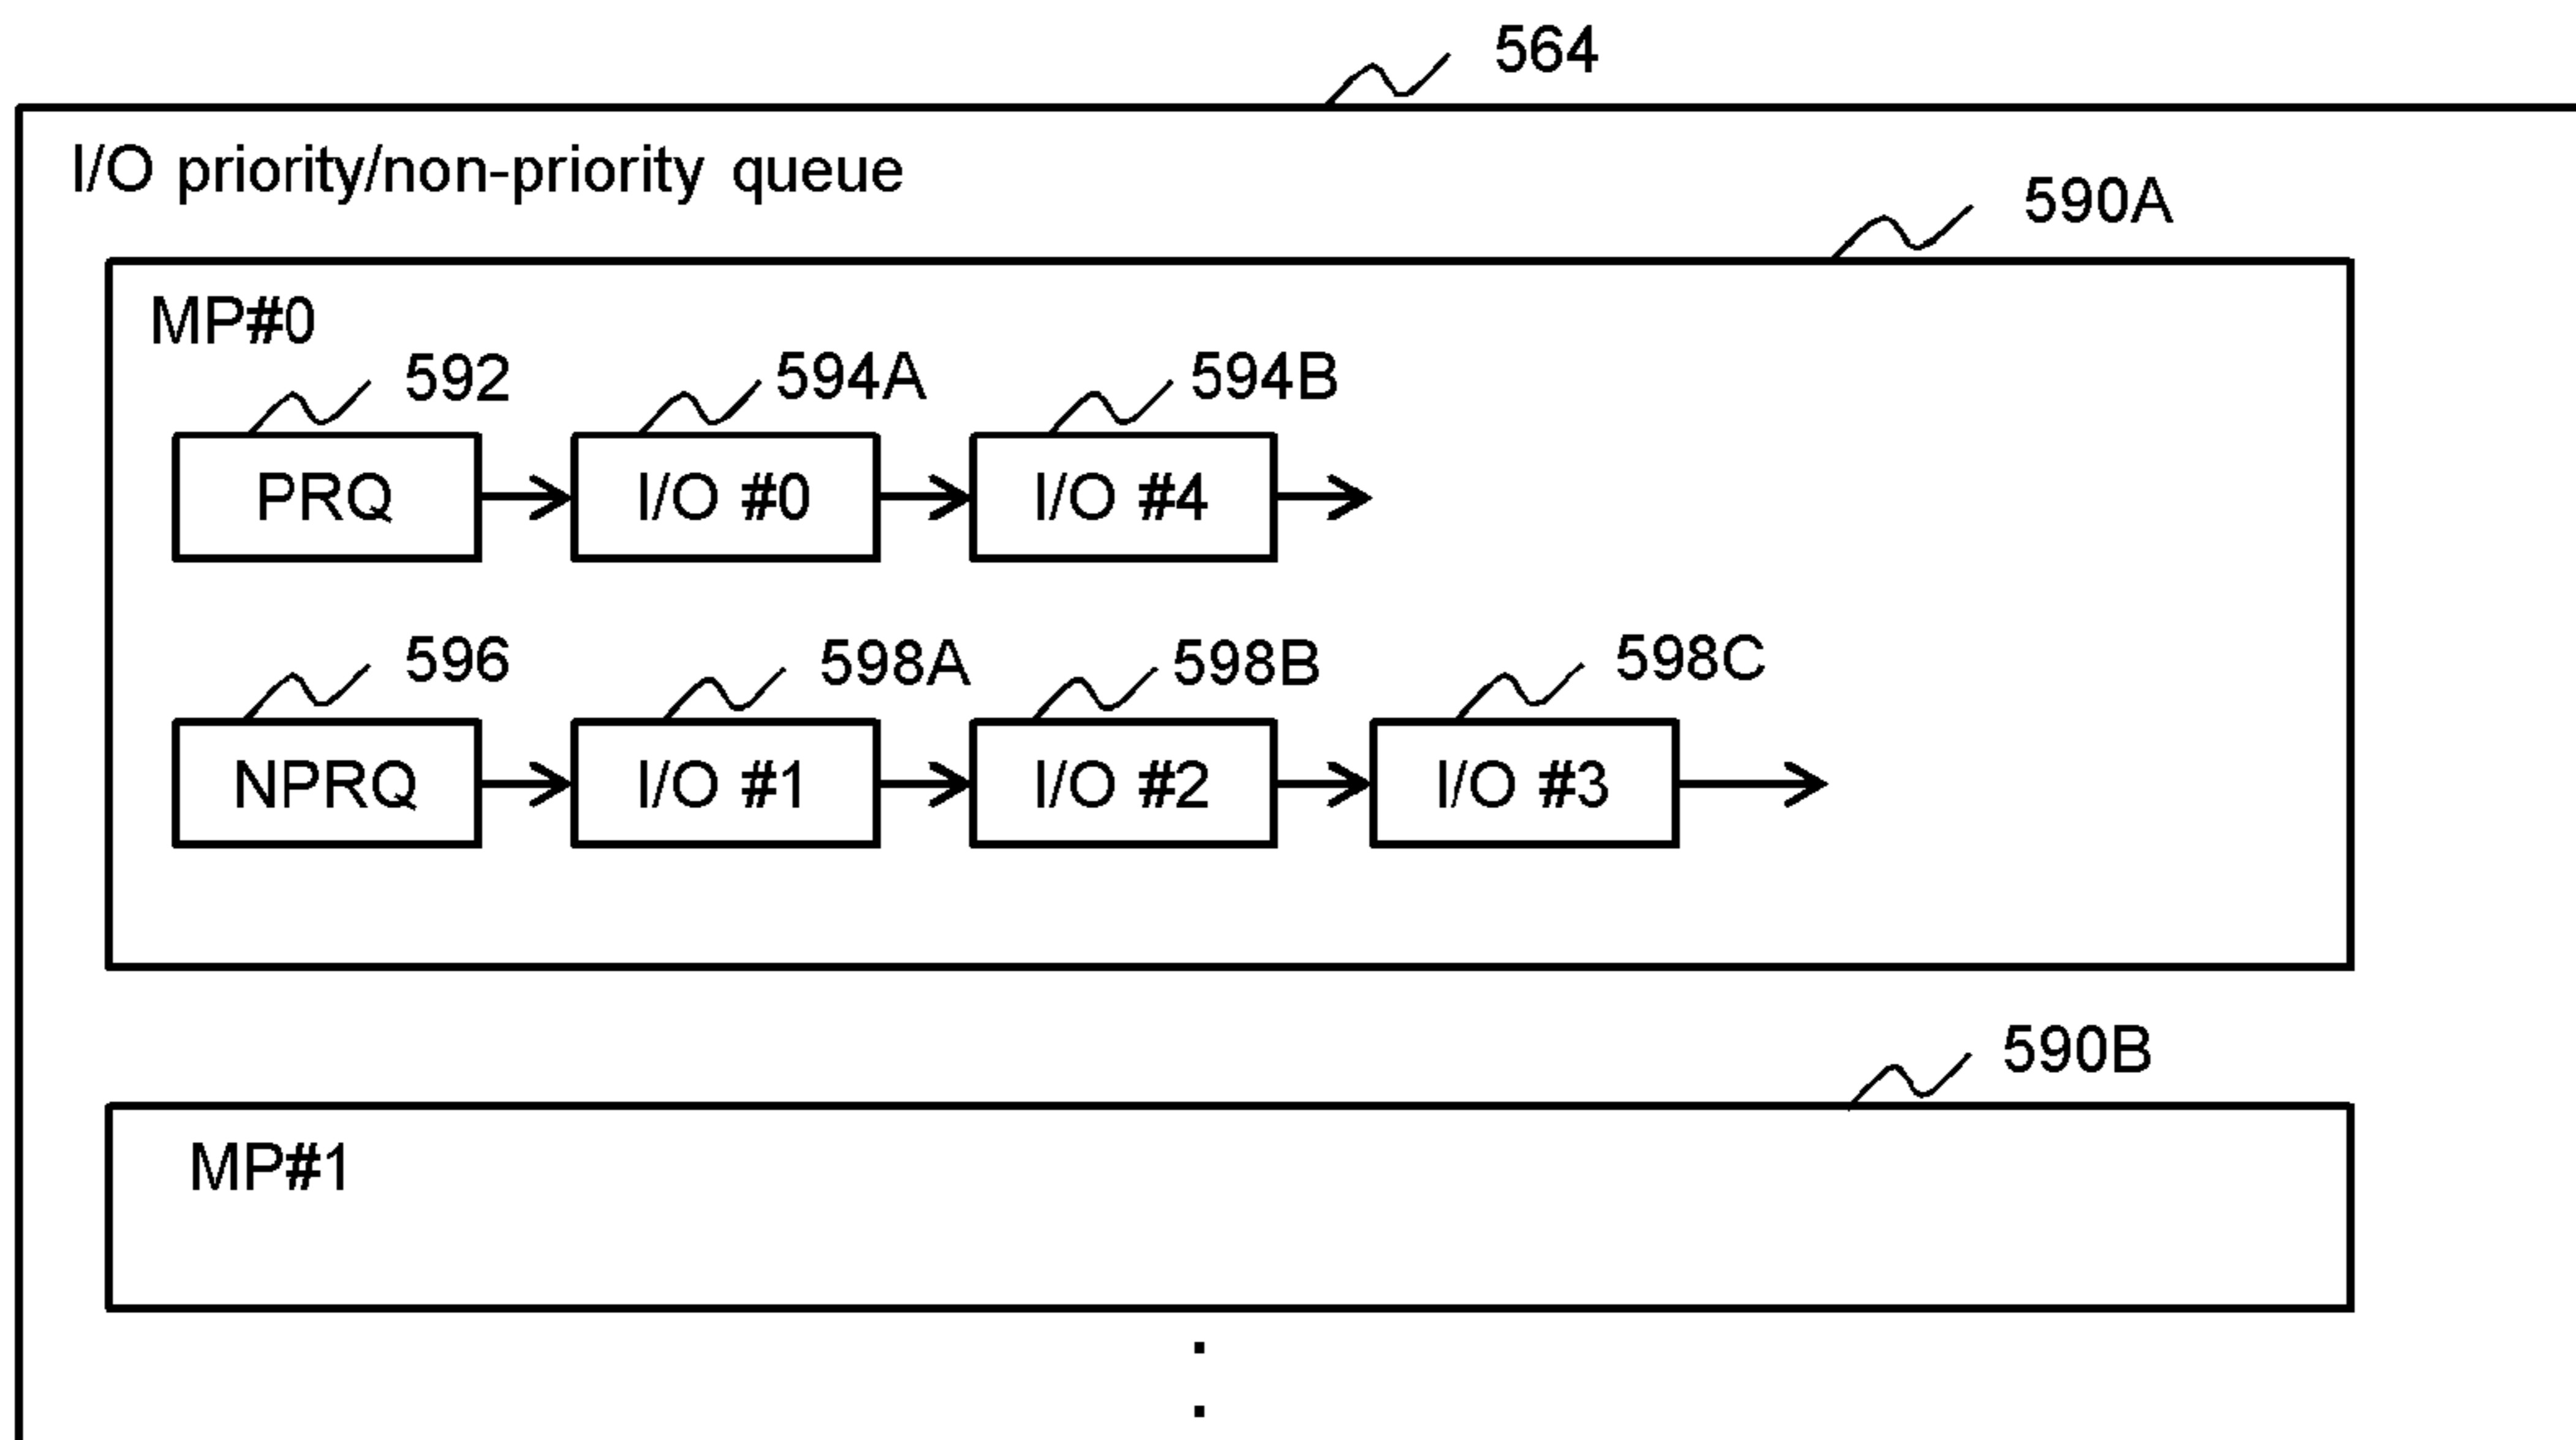 564
I/O priority/non-priority queue
590A
MP#0
592 594A 594B
PRQ I/O #0 I/O #4
596 598A 598B 598C
NPRQ I/O #1 I/O #2 I/O #3
590B
MP#1